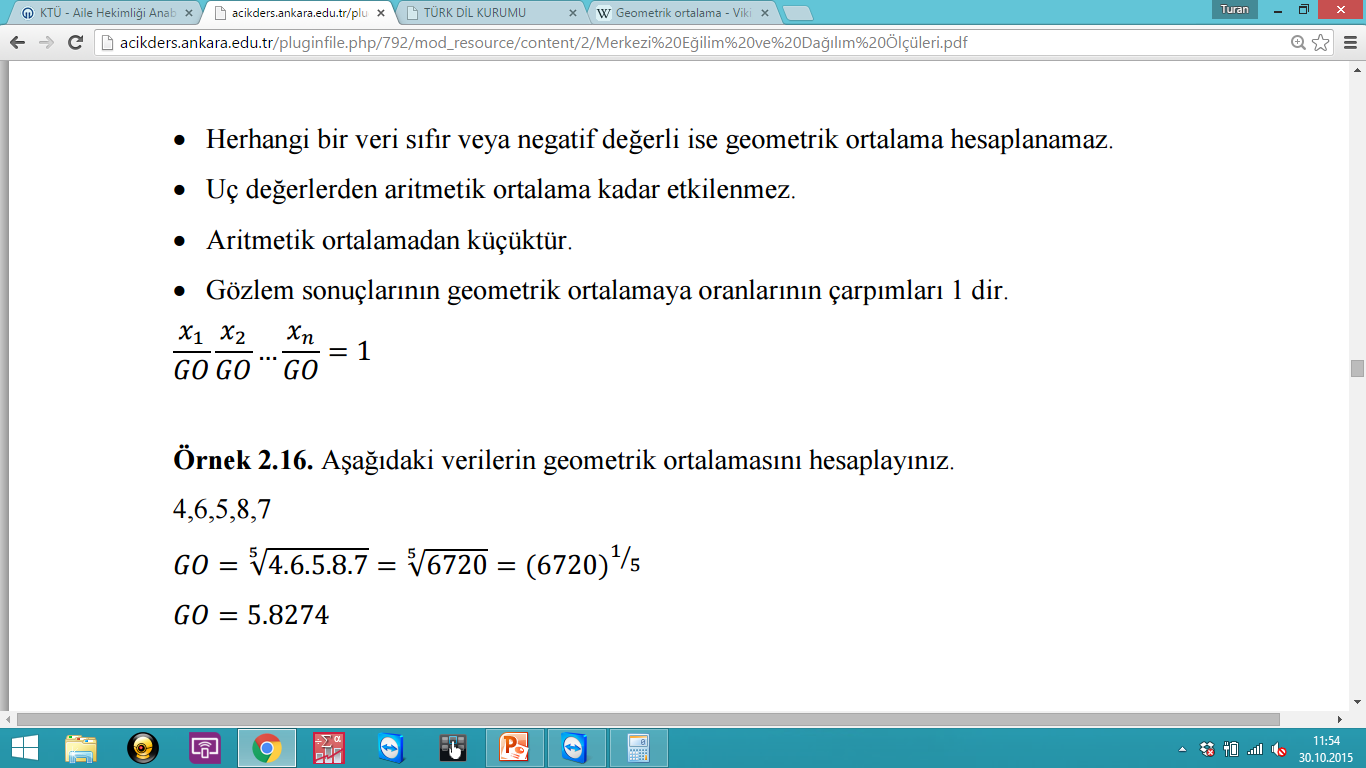 KTÜ - Aile Hekimliği Anab
acikders.ankara.edu.tr/plu
TÜRK DİL KURUMU
Geometrik ortalama - Viki
Turan
acikders.ankara.edu.tr/pluginfile.php/792/mod_resource/content/2/Merkezi%20Eğilim%20ve%20Dağılım%20Ölçüleri.pdf
• Herhangi bir veri sıfır veya negatif değerli ise geometrik ortalama hesaplanamaz.
• Uç değerlerden aritmetik ortalama kadar etkilenmez.
• Aritmetik ortalamadan küçüktür.
• Gözlem sonuçlarının geometrik ortalamaya oranlarının çarpımları 1 dir.
x₁/GO x₂/GO … xₙ/GO = 1
Örnek 2.16. Aşağıdaki verilerin geometrik ortalamasını hesaplayınız.
4,6,5,8,7
GO = ⁵√4.6.5.8.7 = ⁵√6720 = (6720)^1/5
GO = 5.8274
11:54
30.10.2015